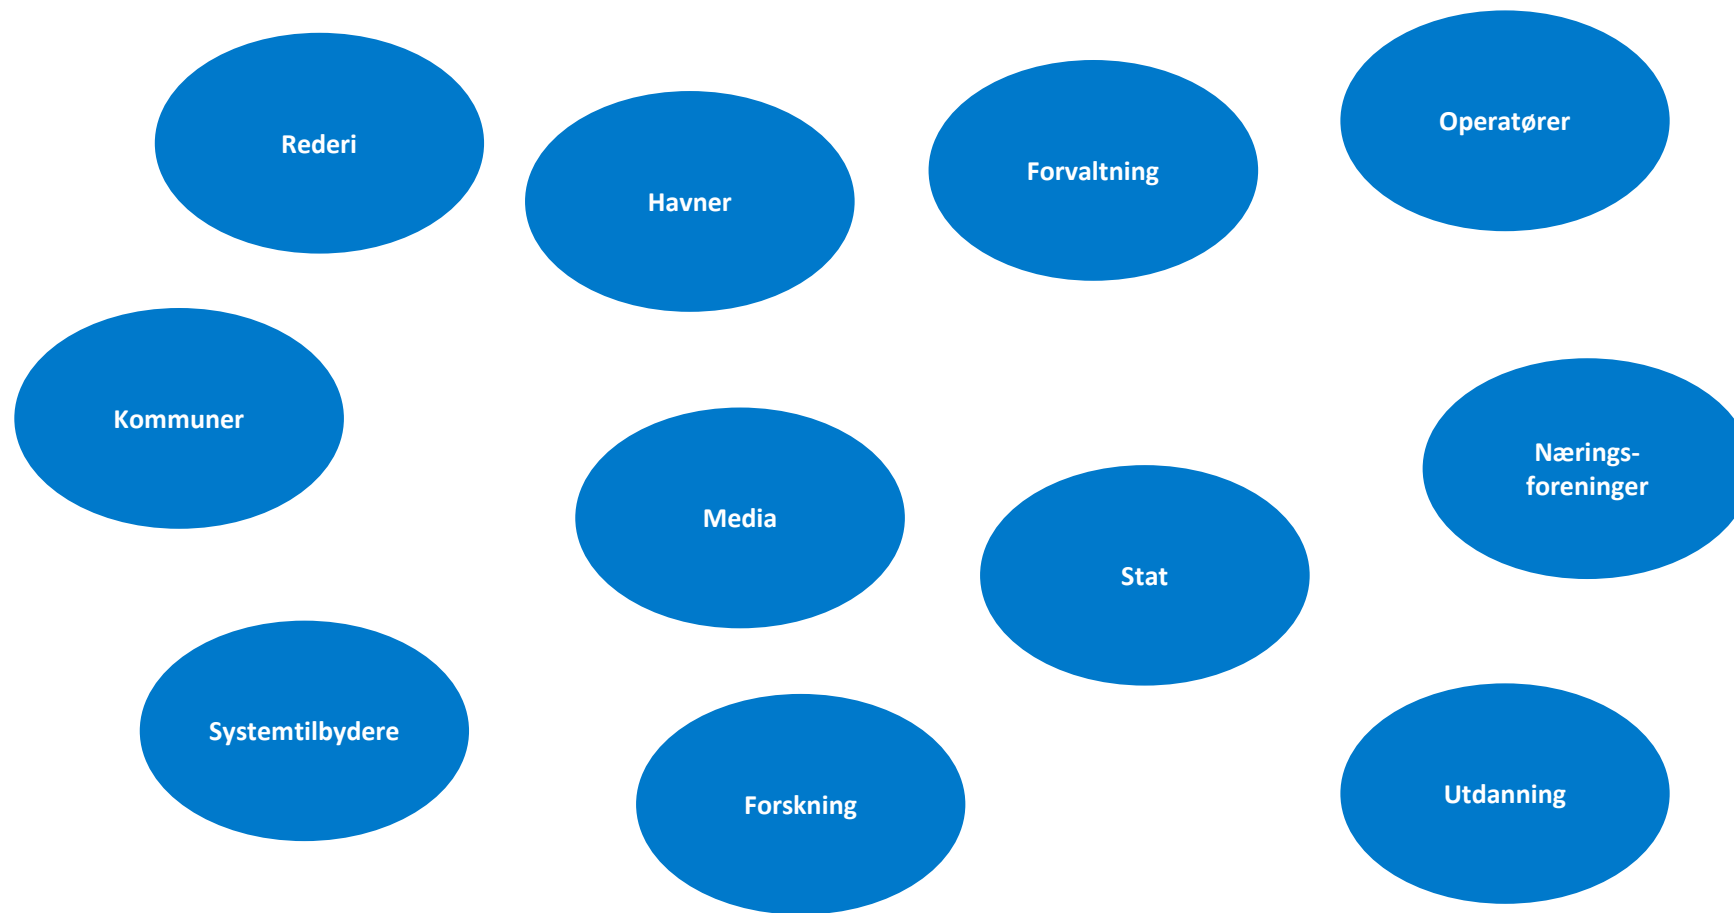 Rederi
Havner
Forvaltning
Operatører
Kommuner
Media
Stat
Nærings-
foreninger
Systemtilbydere
Forskning
Utdanning